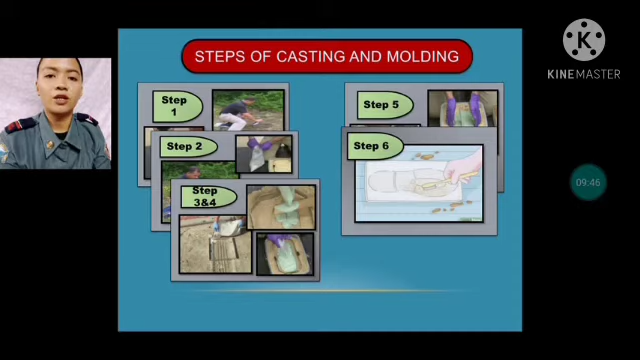 STEPS OF CASTING AND MOLDING
Step
1
Step 2
Step
3&4
Step 5
Step 6
K
KINEMASTER
09:46